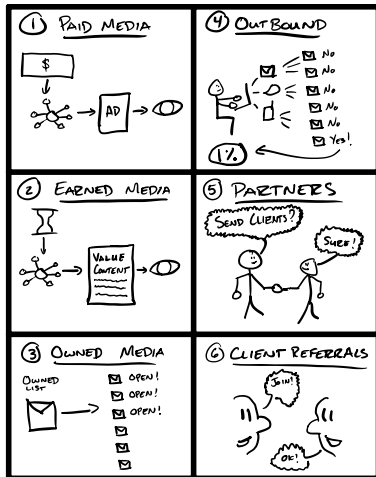 1 PAID MEDIA
$
AD
2 EARNED MEDIA
VALUE
CONTENT
3 OWNED MEDIA
OWNED
LIST
OPEN!
OPEN!
OPEN!
4 OUTBOUND
NO
NO
NO
NO
NO
YES!
1%
5 PARTNERS
SEND CLIENTS?
SURE!
6 CLIENT REFERRALS
JOIN!
OK!